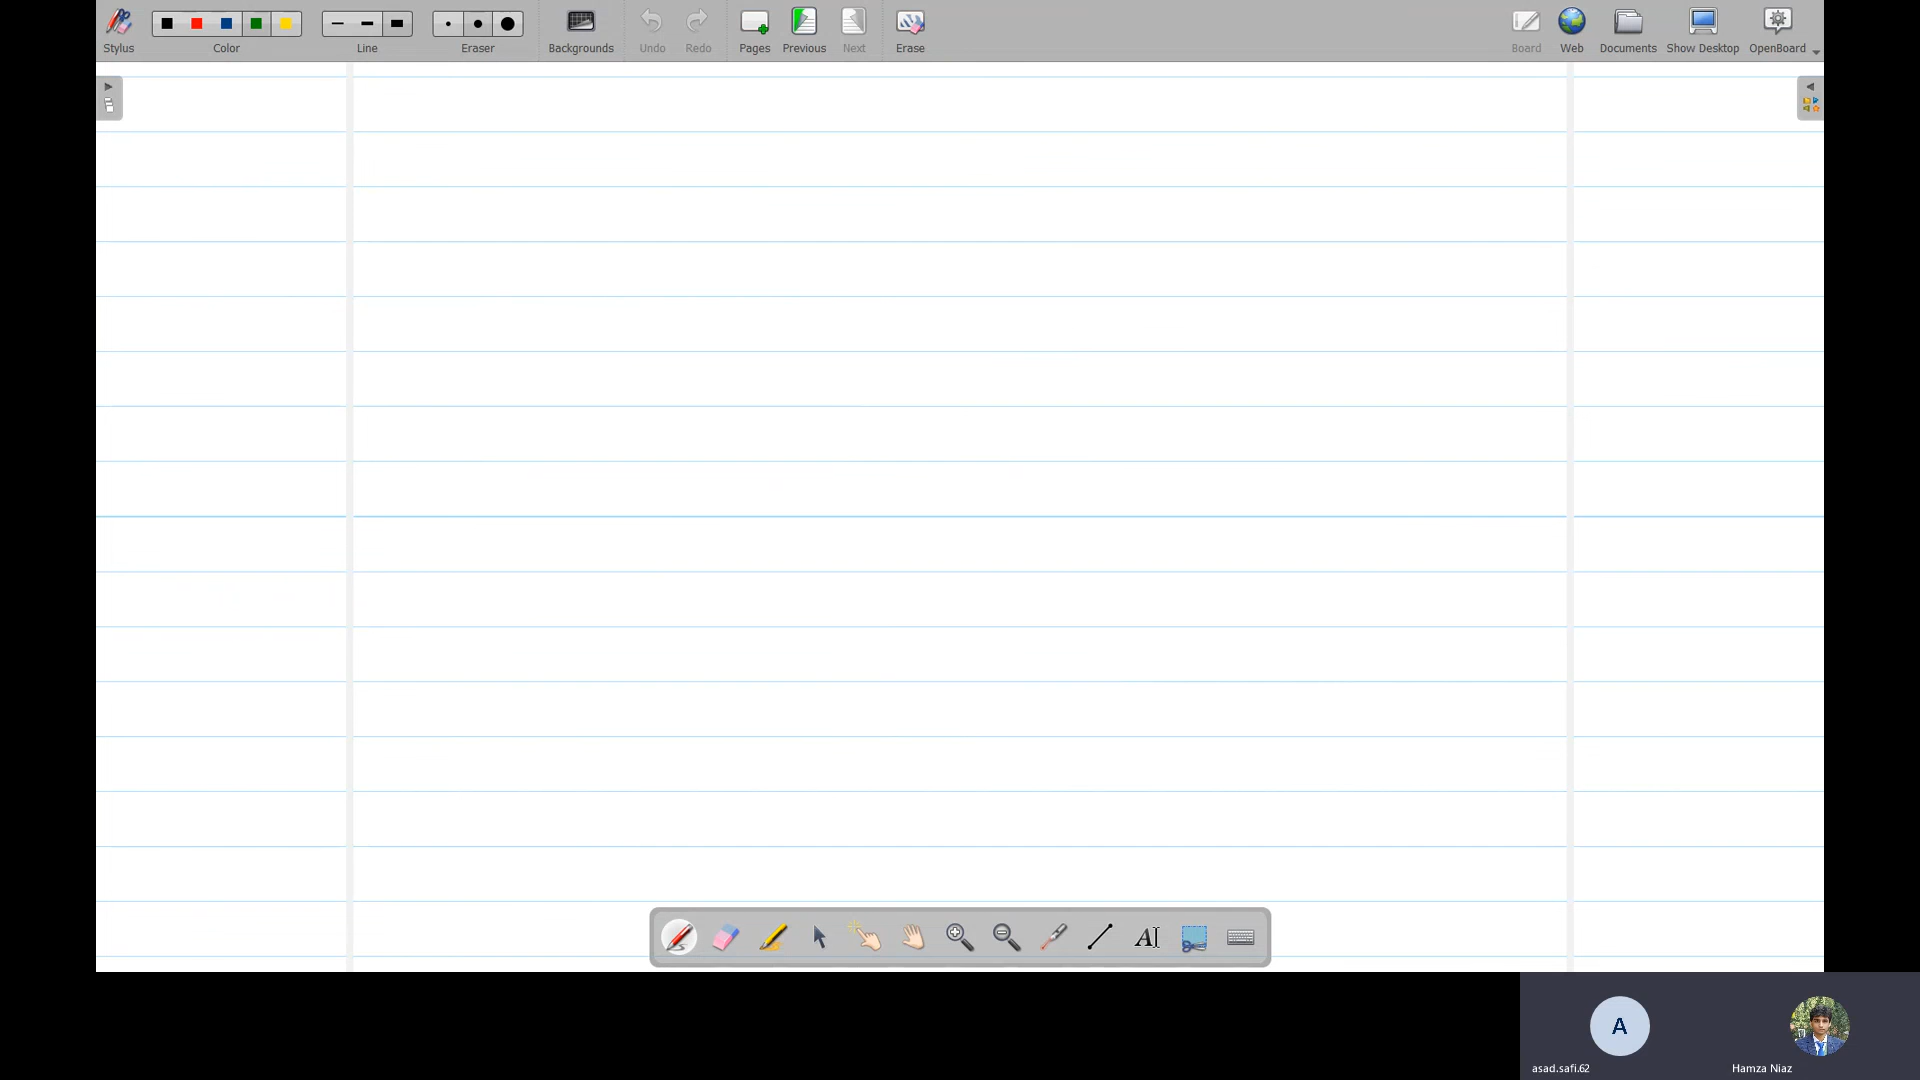 Stylus Color Line Eraser Backgrounds Undo Redo Pages Previous Next Erase Board Web Documents Show Desktop OpenBoard
A
asad.safi.62 Hamza Niaz